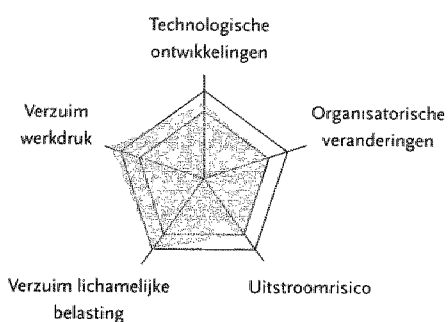 Technologische
ontwikkelingen
Organisatorische
veranderingen
Verzuim
werkdruk
Verzuim lichamelijke
belasting
Uitstroomrisico